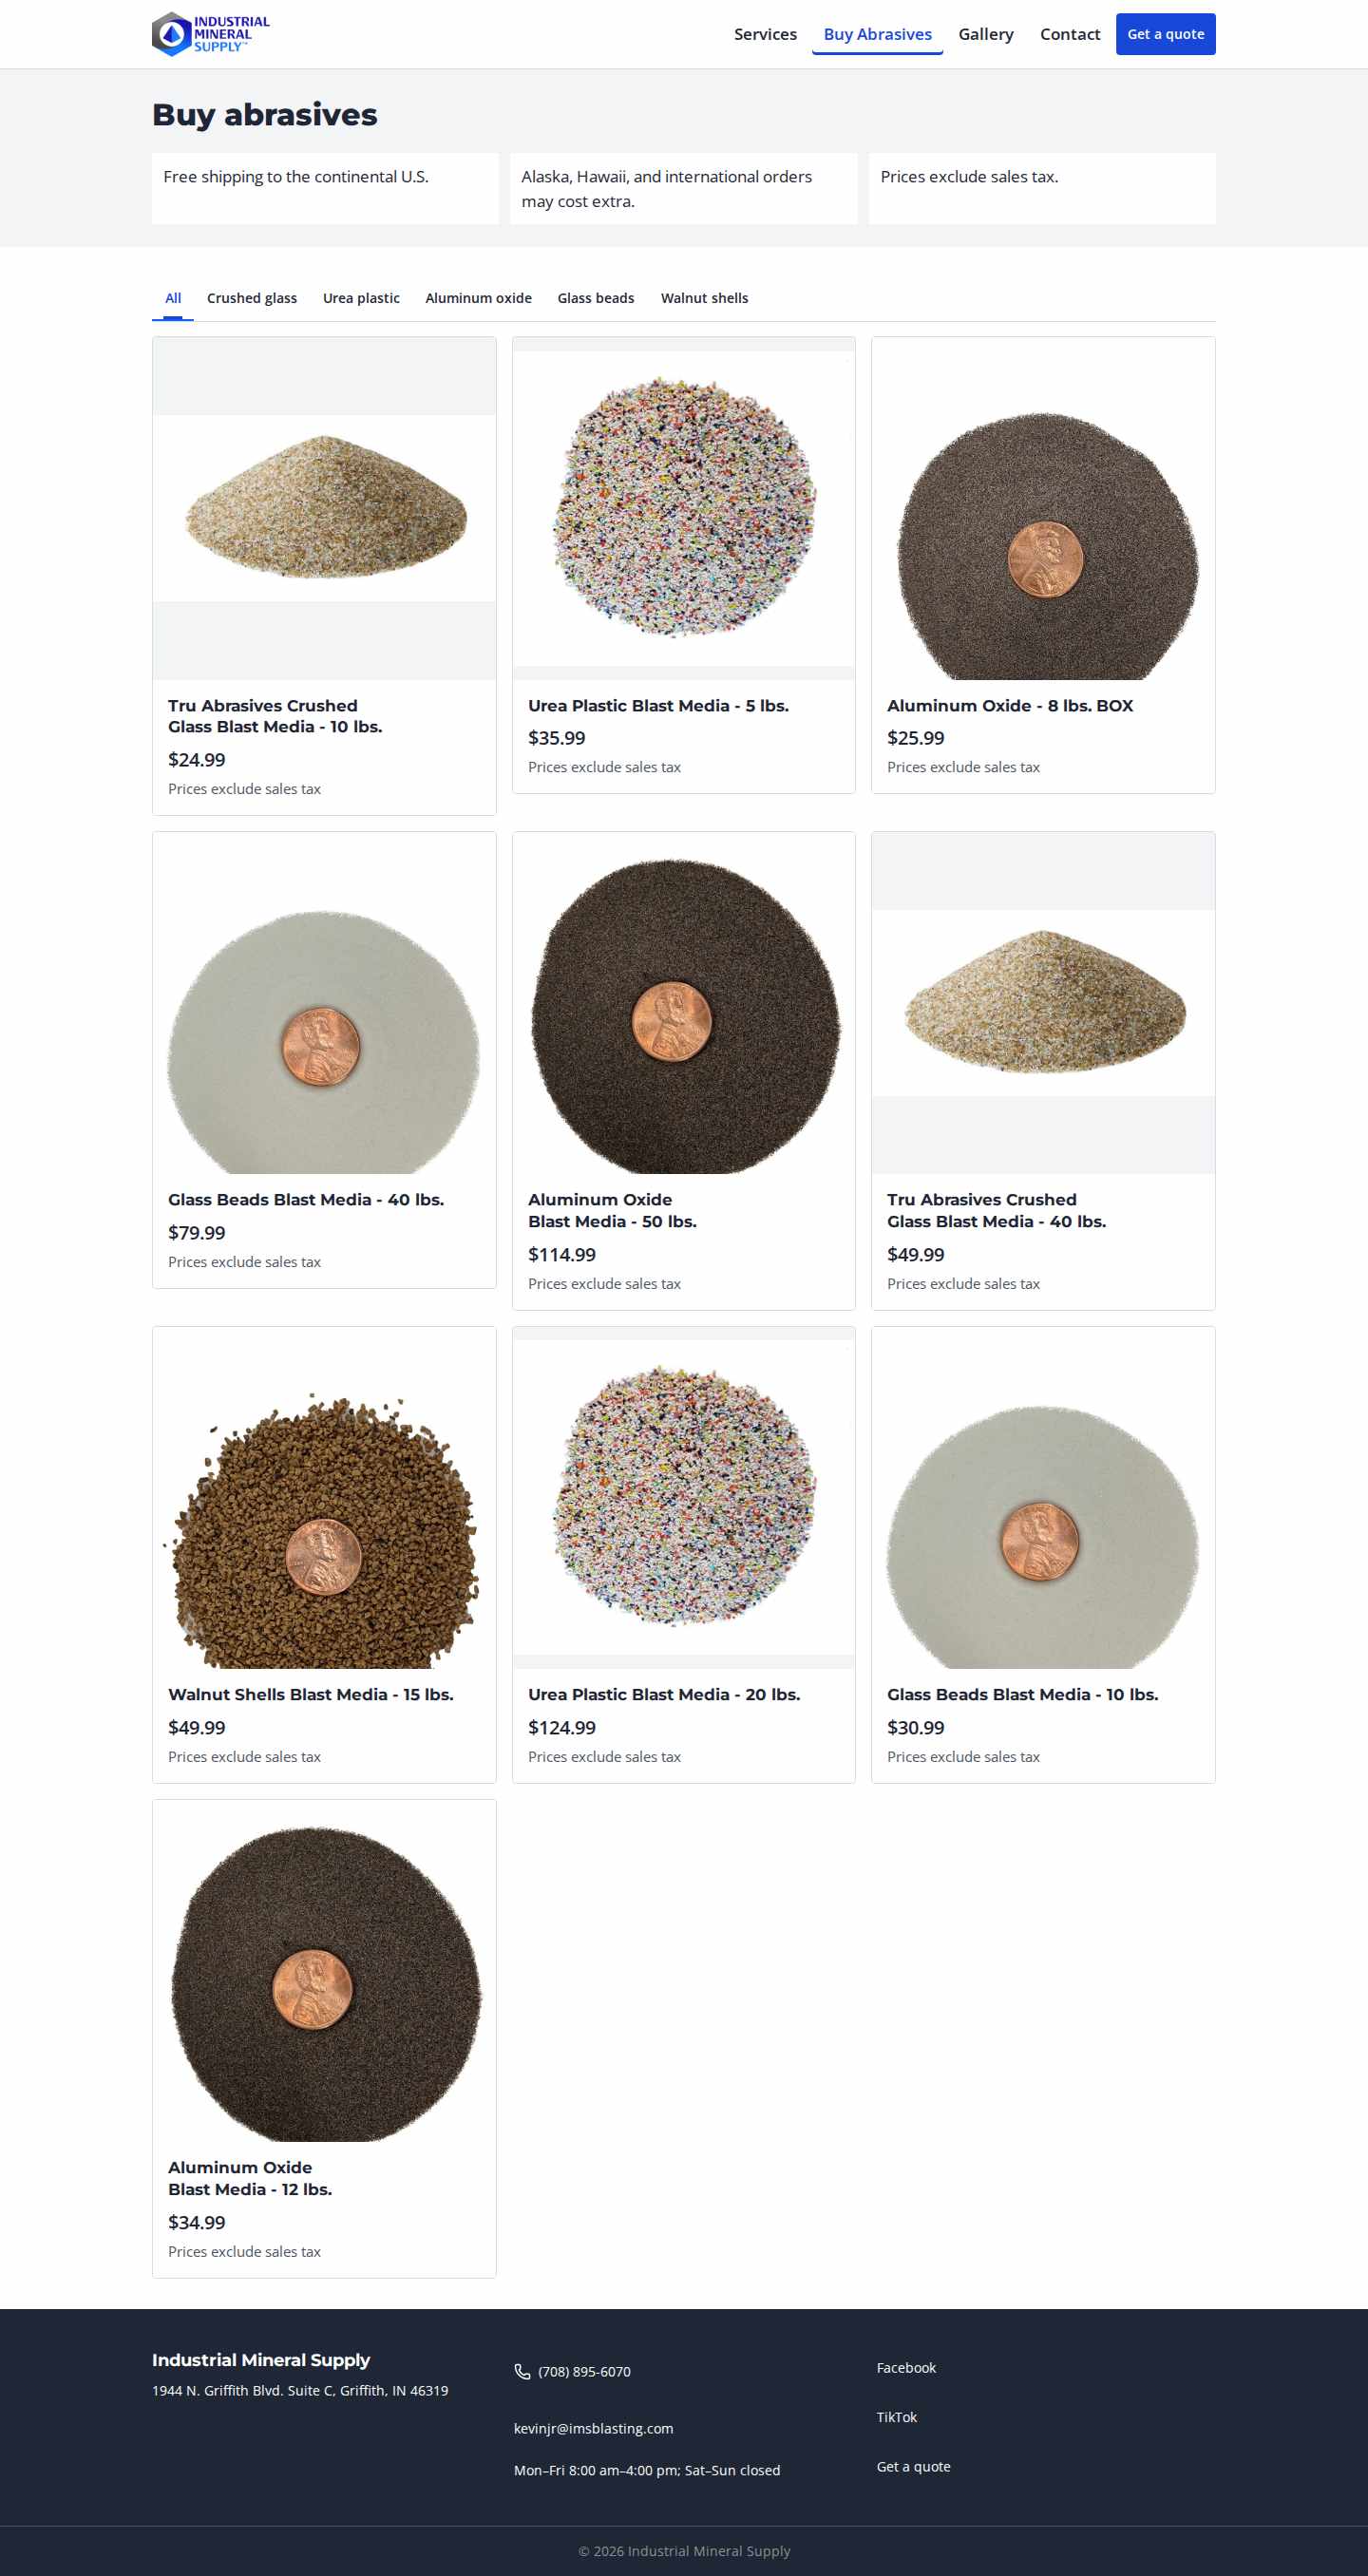 INDUSTRIAL
MINERAL
SUPPLY™
Services
Buy Abrasives
Gallery
Contact
Get a quote
Buy abrasives
Free shipping to the continental U.S.
Alaska, Hawaii, and international orders
may cost extra.
Prices exclude sales tax.
All
Crushed glass
Urea plastic
Aluminum oxide
Glass beads
Walnut shells
Tru Abrasives Crushed
Glass Blast Media - 10 lbs.
$24.99
Prices exclude sales tax
Urea Plastic Blast Media - 5 lbs.
$35.99
Prices exclude sales tax
Aluminum Oxide - 8 lbs. BOX
$25.99
Prices exclude sales tax
Glass Beads Blast Media - 40 lbs.
$79.99
Prices exclude sales tax
Aluminum Oxide
Blast Media - 50 lbs.
$114.99
Prices exclude sales tax
Tru Abrasives Crushed
Glass Blast Media - 40 lbs.
$49.99
Prices exclude sales tax
Walnut Shells Blast Media - 15 lbs.
$49.99
Prices exclude sales tax
Urea Plastic Blast Media - 20 lbs.
$124.99
Prices exclude sales tax
Glass Beads Blast Media - 10 lbs.
$30.99
Prices exclude sales tax
Aluminum Oxide
Blast Media - 12 lbs.
$34.99
Prices exclude sales tax
Industrial Mineral Supply
1944 N. Griffith Blvd. Suite C, Griffith, IN 46319
(708) 895-6070
kevinjr@imsblasting.com
Mon–Fri 8:00 am–4:00 pm; Sat–Sun closed
Facebook
TikTok
Get a quote
© 2026 Industrial Mineral Supply